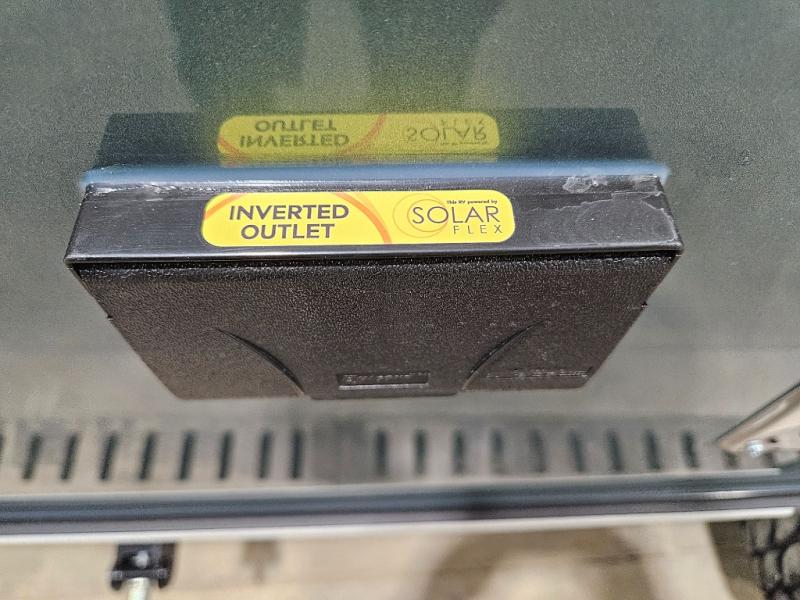 INVERTED
OUTLET
This RV powered by
SOLAR
FLEX